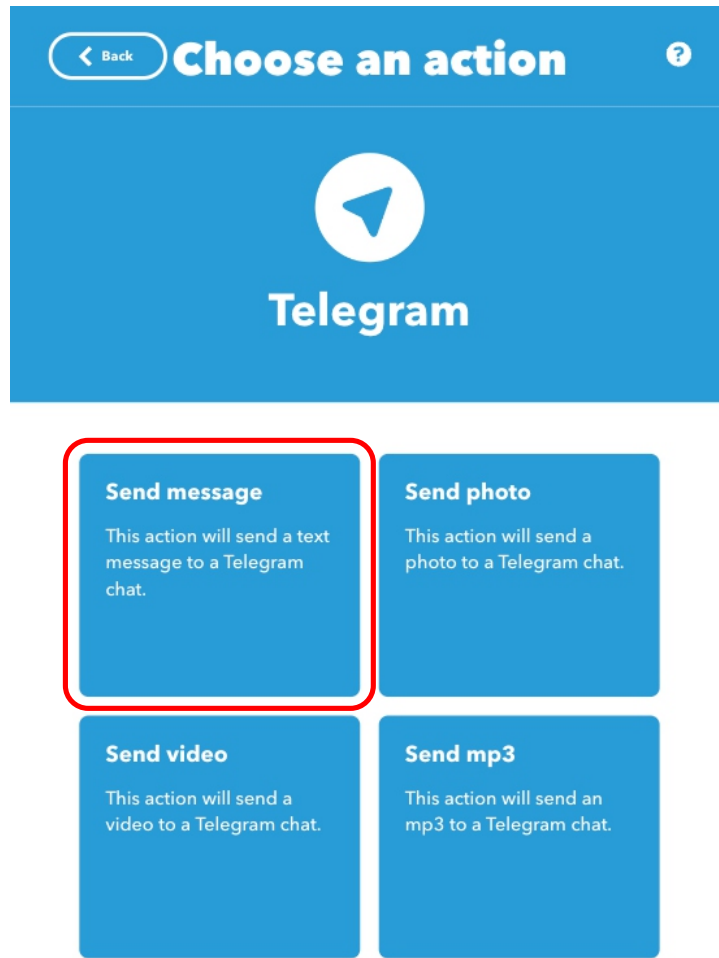 Back
Choose an action
?
Telegram
Send message
This action will send a text
message to a Telegram
chat.
Send photo
This action will send a
photo to a Telegram chat.
Send video
This action will send a
video to a Telegram chat.
Send mp3
This action will send an
mp3 to a Telegram chat.